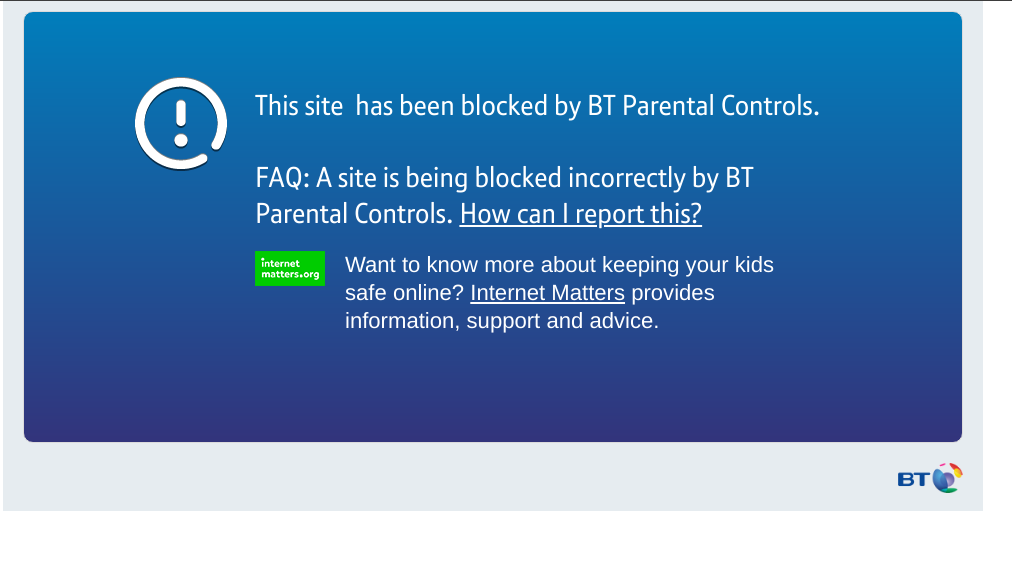 This site  has been blocked by BT Parental Controls.
FAQ: A site is being blocked incorrectly by BT
Parental Controls. How can I report this?
internet
matters.org
Want to know more about keeping your kids
safe online? Internet Matters provides
information, support and advice.
BT